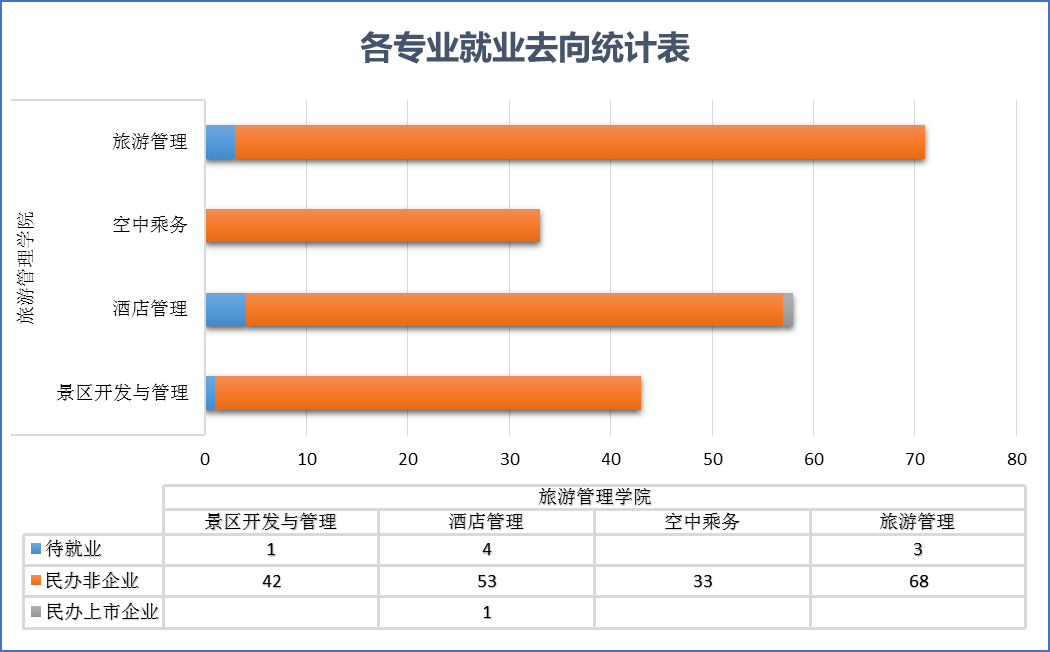 各专业就业去向统计表
旅游管理学院
旅游管理
空中乘务
酒店管理
景区开发与管理
0 10 20 30 40 50 60 70 80
旅游管理学院
景区开发与管理 酒店管理 空中乘务 旅游管理
待就业 1 4 3
民办非企业 42 53 33 68
民办上市企业 1